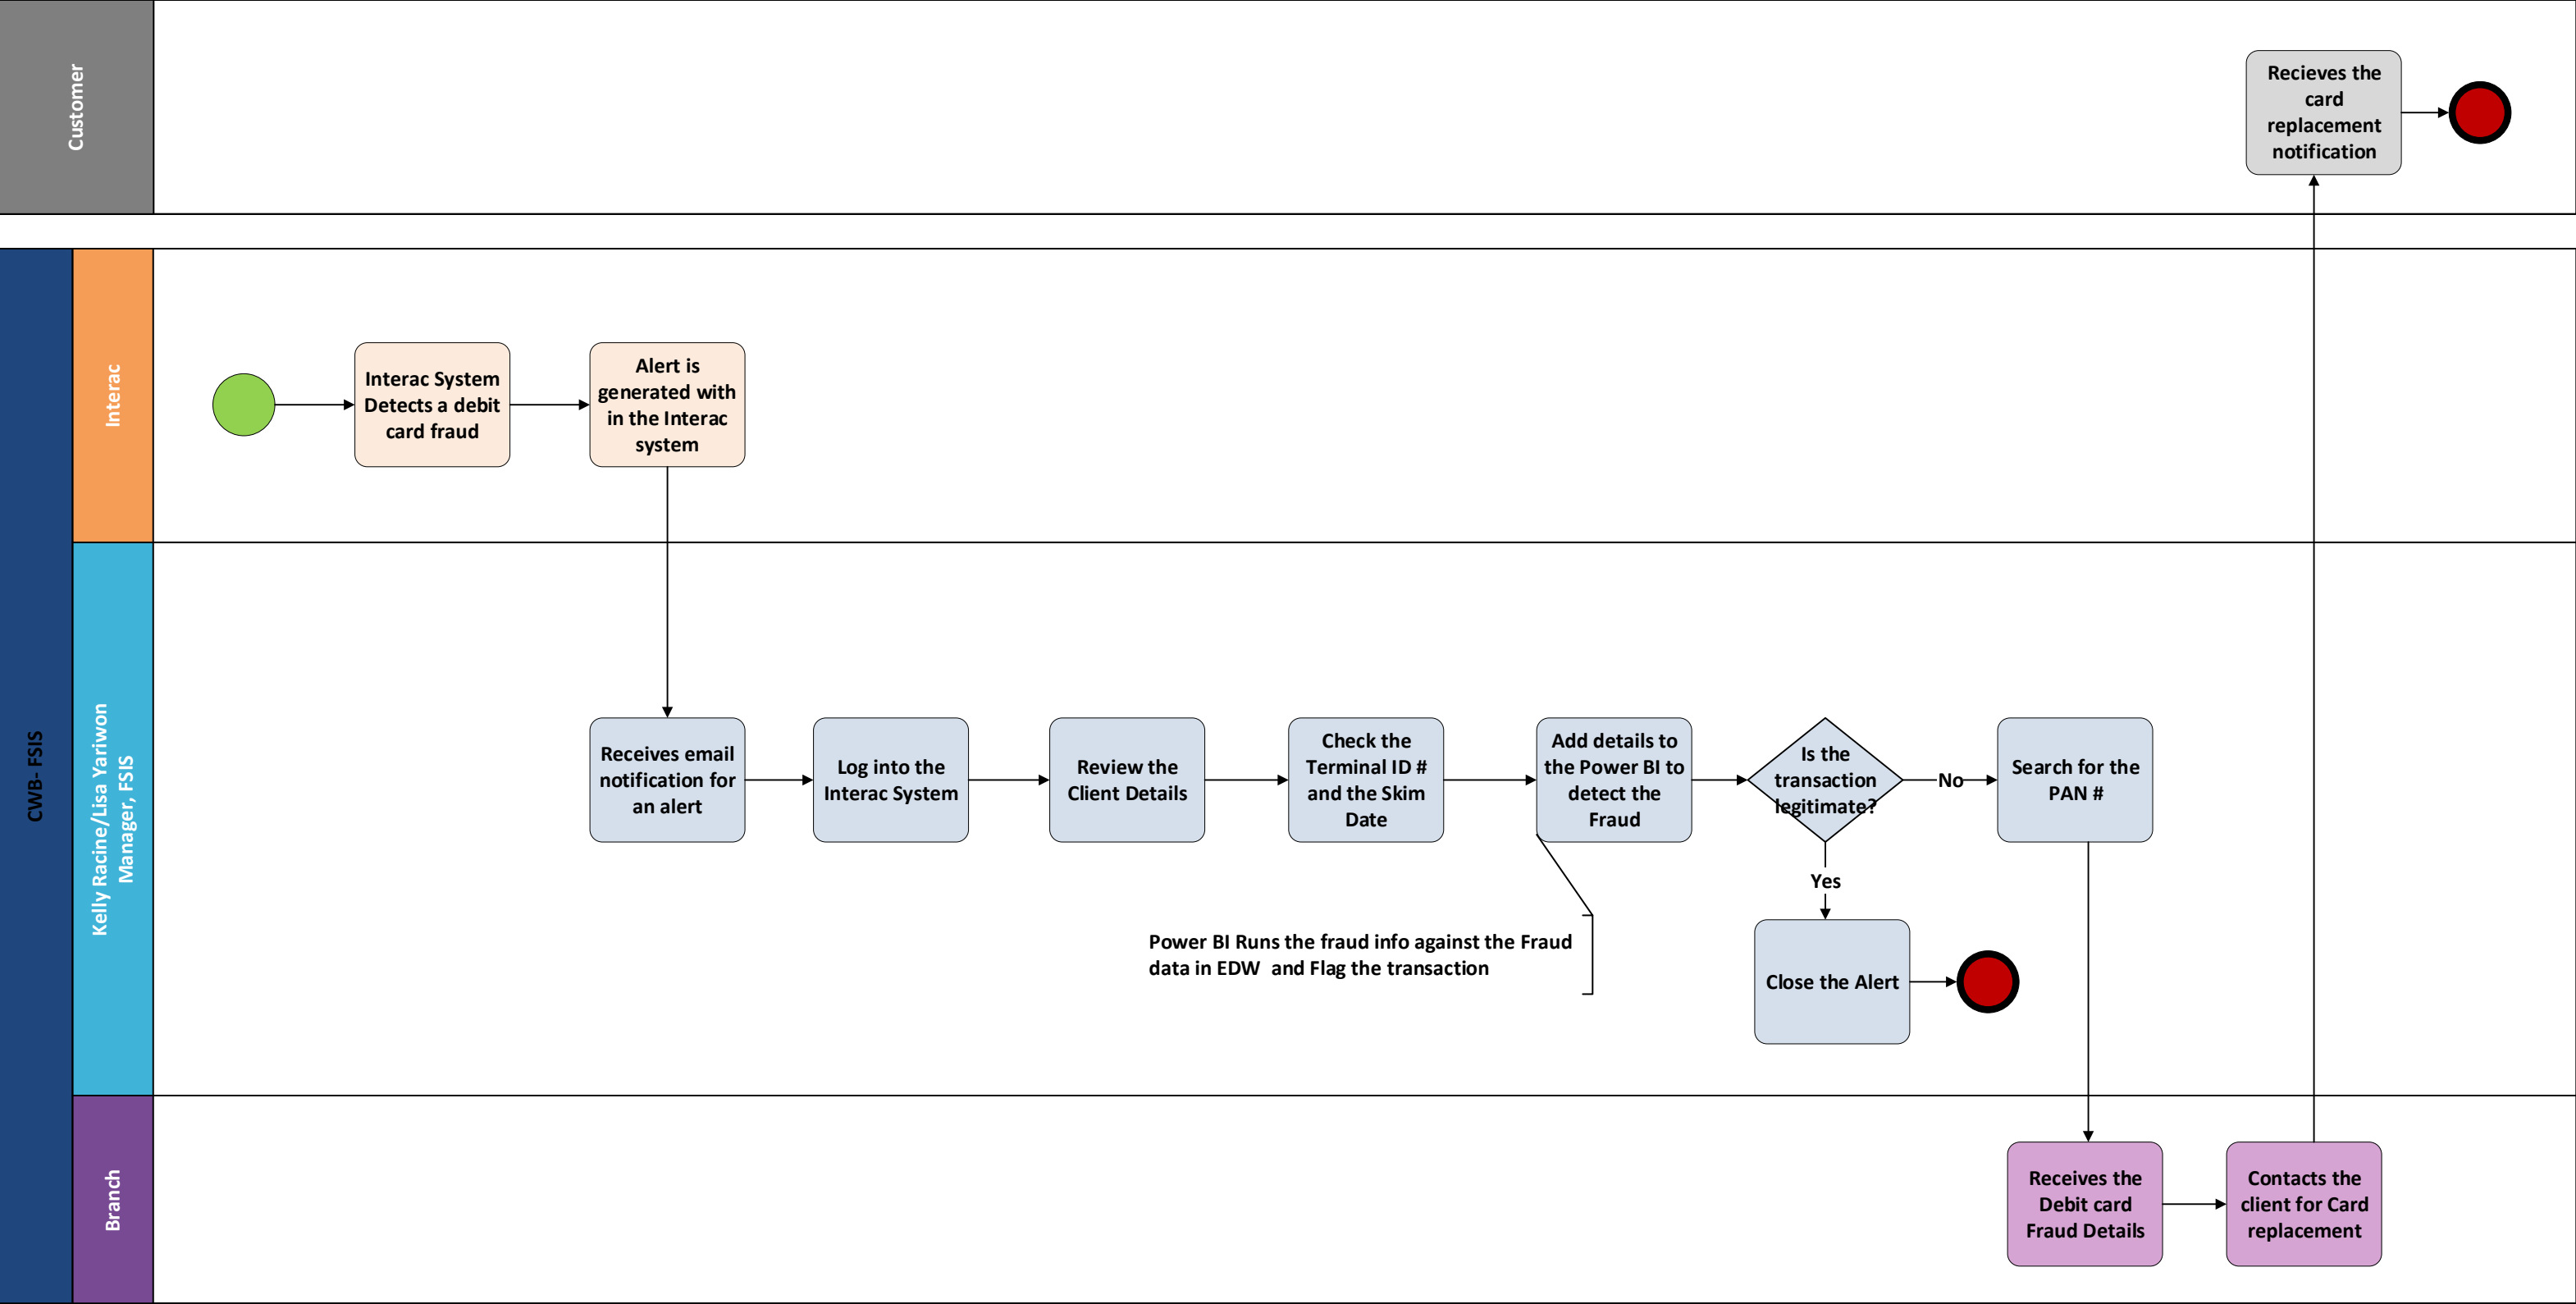 Customer
Recieves the
card
replacement
notification
CWB- FSIS
Interac
Interac System
Detects a debit
card fraud
Alert is
generated with
in the Interac
system
Kelly Racine/Lisa Yariwon
Manager, FSIS
Receives email
notification for
an alert
Log into the
Interac System
Review the
Client Details
Check the
Terminal ID #
and the Skim
Date
Add details to
the Power BI to
detect the
Fraud
Is the
transaction
legitimate?
No
Search for the
PAN #
Yes
Power BI Runs the fraud info against the Fraud
data in EDW  and Flag the transaction
Close the Alert
Branch
Receives the
Debit card
Fraud Details
Contacts the
client for Card
replacement